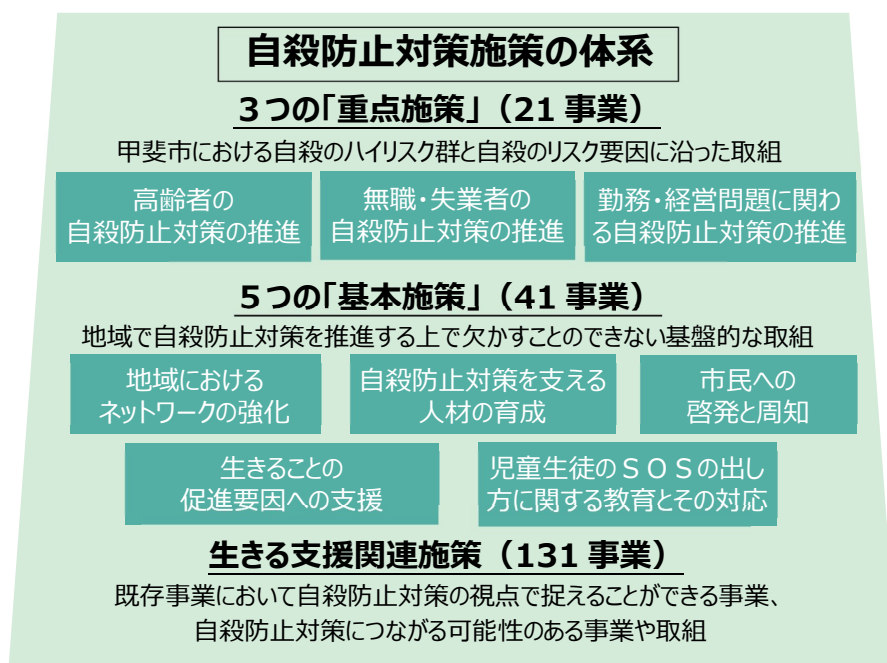 自殺防止対策施策の体系
３つの「重点施策」（21 事業）
甲斐市における自殺のハイリスク群と自殺のリスク要因に沿った取組
高齢者の
自殺防止対策の推進
無職・失業者の
自殺防止対策の推進
勤務・経営問題に関わ
る自殺防止対策の推進
５つの「基本施策」（41 事業）
地域で自殺防止対策を推進する上で欠かすことのできない基盤的な取組
地域における
ネットワークの強化
自殺防止対策を支える
人材の育成
市民への
啓発と周知
生きることの
促進要因への支援
児童生徒のＳＯＳの出し
方に関する教育とその対応
生きる支援関連施策（131 事業）
既存事業において自殺防止対策の視点で捉えることができる事業、
自殺防止対策につながる可能性のある事業や取組